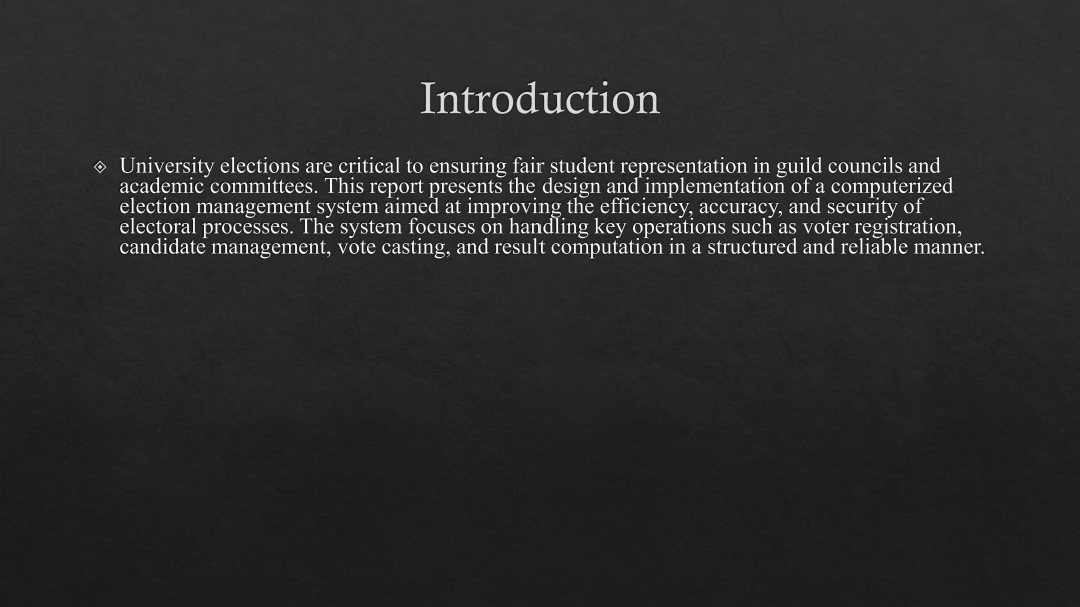 Introduction
University elections are critical to ensuring fair student representation in guild councils and
academic committees. This report presents the design and implementation of a computerized
election management system aimed at improving the efficiency, accuracy, and security of
electoral processes. The system focuses on handling key operations such as voter registration,
candidate management, vote casting, and result computation in a structured and reliable manner.